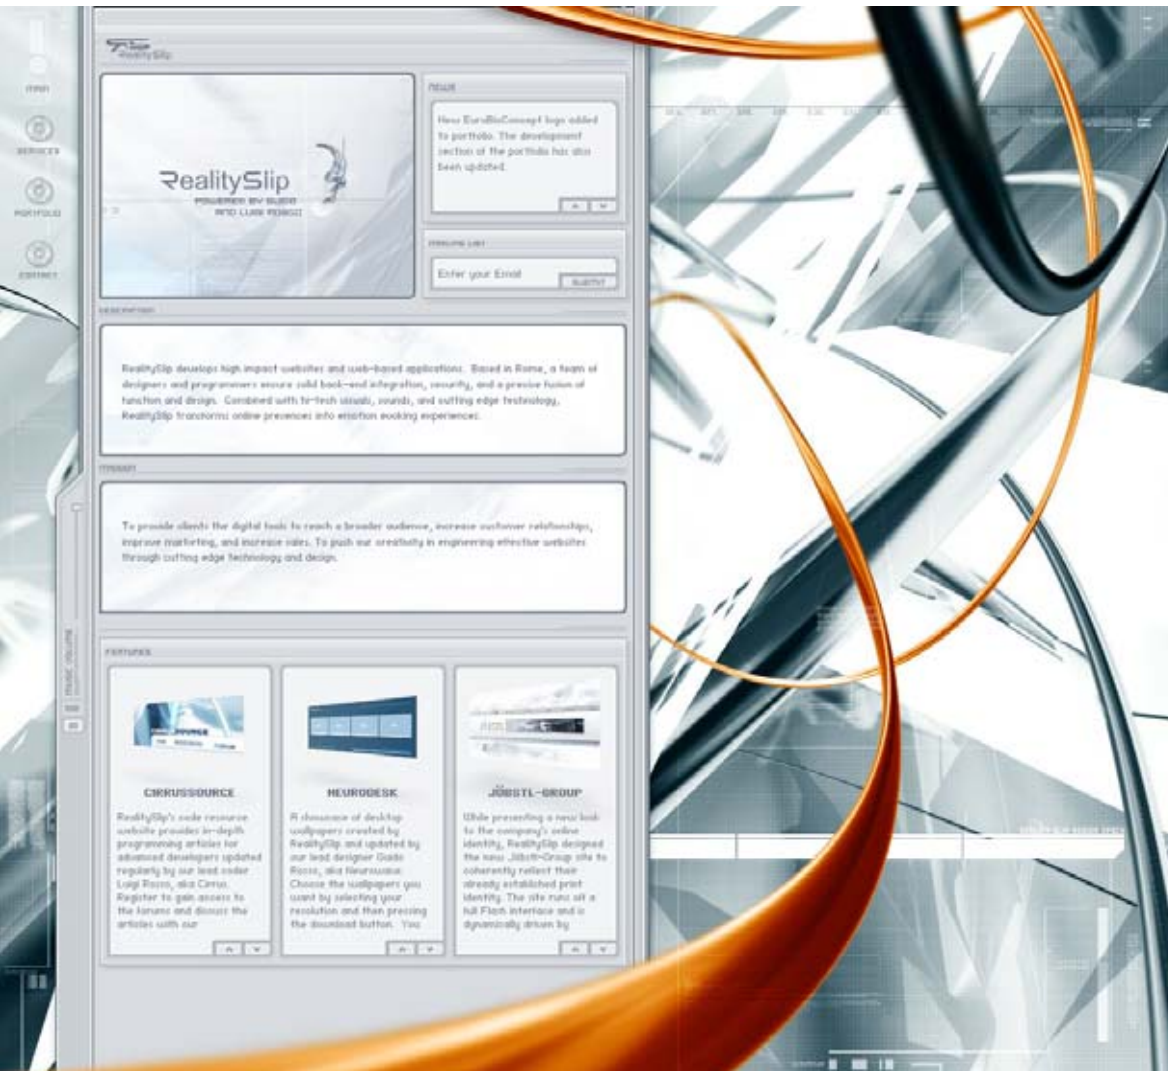 RealitySlip
MAIN
SERVICES
PORTFOLIO
CONTACT
RealitySlip
POWERED BY GUIDO
AND LUIGI ROSSO
NEWS
New EuroBioConcept logo added
to portfolio. The development
section of the portfolio has also
been updated.
MAILING LIST
Enter your Email
SUBMIT
DESCRIPTION
RealitySlip develops high impact websites and web-based applications. Based in Rome, a team of
designers and programmers ensure solid back-end integration, security, and a precise fusion of
function and design. Combined with hi-tech visuals, sounds, and cutting edge technology,
RealitySlip transforms online presences into emotion evoking experiences.
MISSION
To provide clients the digital tools to reach a broader audience, increase customer relationships,
improve marketing, and increase sales. To push our creativity in engineering effective websites
through cutting edge technology and design.
MUSIC VOLUME
FEATURES
CIRRUSSOURCE
RealitySlip's code resource
website provides in-depth
programming articles for
advanced developers updated
regularly by our lead coder
Luigi Rosso, aka Cirrus.
Register to gain access to
the forums and discuss the
articles with our
NEURODESK
A showcase of desktop
wallpapers created by
RealitySlip and updated by
our lead designer Guido
Rosso, aka Neurowave.
Choose the wallpapers you
want by selecting your
resolution and then pressing
the download button. You
JÖBSTL-GROUP
While presenting a new look
to the company's online
identity, RealitySlip designed
the new Jöbstl-Group site to
coherently reflect their
already established print
identity. The site runs off a
full Flash interface and is
dynamically driven by